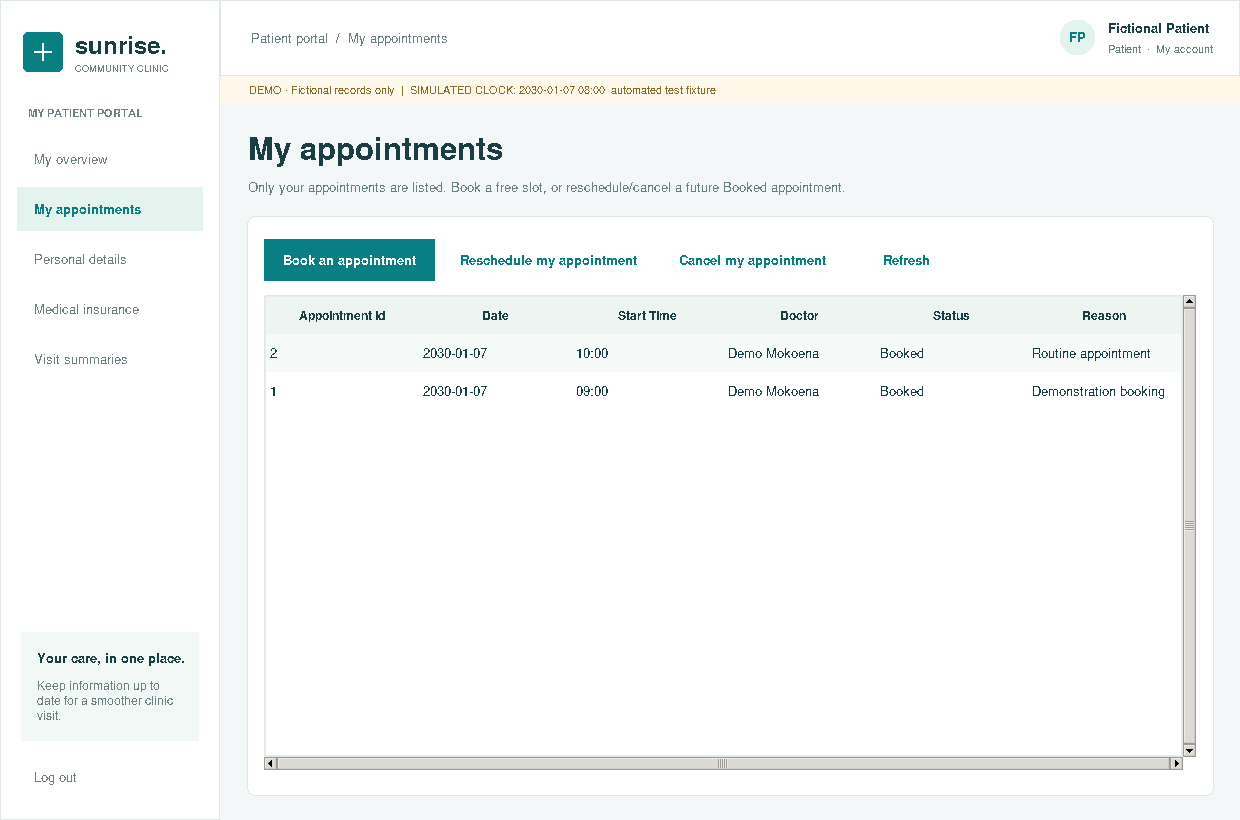 sunrise.
COMMUNITY CLINIC
MY PATIENT PORTAL
My overview
My appointments
Personal details
Medical insurance
Visit summaries
Your care, in one place.
Keep information up to
date for a smoother clinic
visit.
Log out
Patient portal / My appointments
FP
Fictional Patient
Patient · My account
DEMO · Fictional records only | SIMULATED CLOCK: 2030-01-07 08:00 automated test fixture
My appointments
Only your appointments are listed. Book a free slot, or reschedule/cancel a future Booked appointment.
Book an appointment Reschedule my appointment Cancel my appointment Refresh
Appointment Id Date Start Time Doctor Status Reason
2 2030-01-07 10:00 Demo Mokoena Booked Routine appointment
1 2030-01-07 09:00 Demo Mokoena Booked Demonstration booking